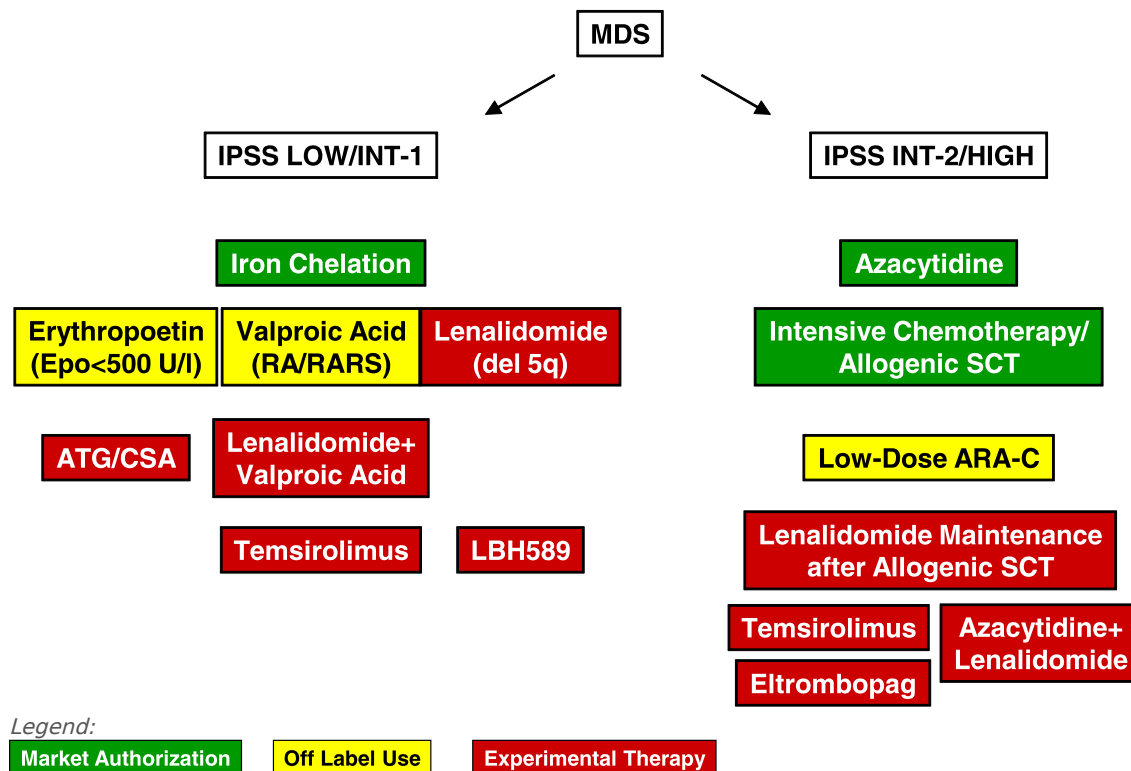 MDS
IPSS LOW/INT-1
IPSS INT-2/HIGH
Iron Chelation
Azacytidine
Erythropoetin
(Epo<500 U/l)
Valproic Acid
(RA/RARS)
Lenalidomide
(del 5q)
Intensive Chemotherapy/
Allogenic SCT
ATG/CSA
Lenalidomide+
Valproic Acid
Low-Dose ARA-C
Temsirolimus
LBH589
Lenalidomide Maintenance
after Allogenic SCT
Temsirolimus
Azacytidine+
Lenalidomide
Eltrombopag
Legend:
Market Authorization
Off Label Use
Experimental Therapy